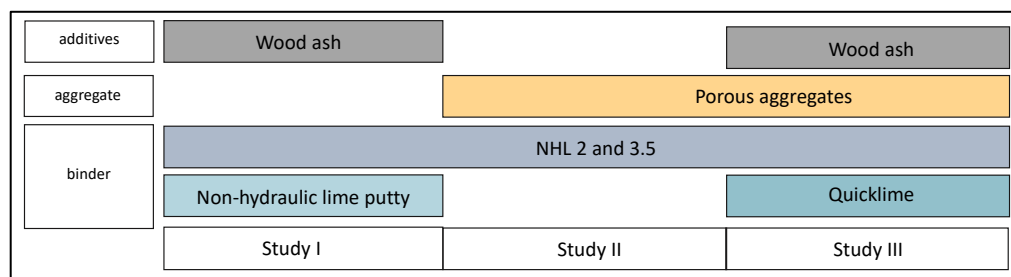 additives
Wood ash
Wood ash
aggregate
Porous aggregates
binder
NHL 2 and 3.5
Non-hydraulic lime putty
Quicklime
Study I
Study II
Study III